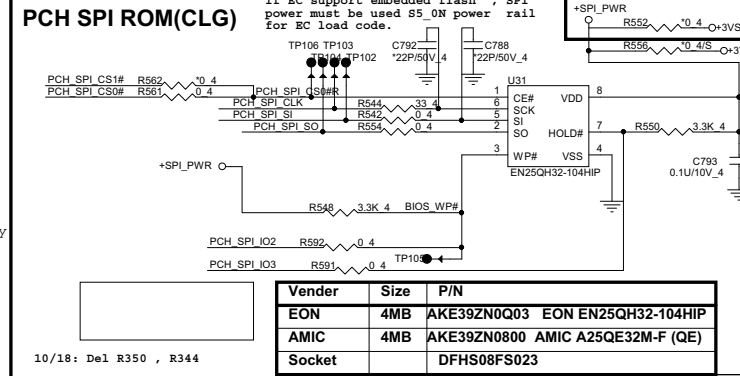 PCH SPI ROM(CLG)
If EC support embedded flash , SPI
power must be used S5_0N power rail
for EC load code.
+SPI_PWR
R552 *0_4 +3VS
R556 *0_4/S +3
TP106 TP103
TP104 TP102
C792
*22P/50V_4
C788
*22P/50V_4
PCH_SPI_CS1# R562 *0_4
PCH_SPI_CS0# R561 0_4
PCH_SPI_CS0#R
PCH_SPI_CLK R544 33_4
PCH_SPI_SI R542 0_4
PCH_SPI_SO R554 0_4
U31
1 CE# VDD 8
6 SCK
5 SI
2 SO HOLD# 7
3 WP# VSS 4
EN25QH32-104HIP
R550 3.3K_4
C793
0.1U/10V_4
+SPI_PWR
R548 3.3K_4 BIOS_WP#
PCH_SPI_IO2 R592 0_4
TP105
PCH_SPI_IO3 R591 0_4
Vender Size P/N
EON 4MB AKE39ZN0Q03 EON EN25QH32-104HIP
AMIC 4MB AKE39ZN0800 AMIC A25QE32M-F (QE)
Socket DFHS08FS023
10/18: Del R350 , R344